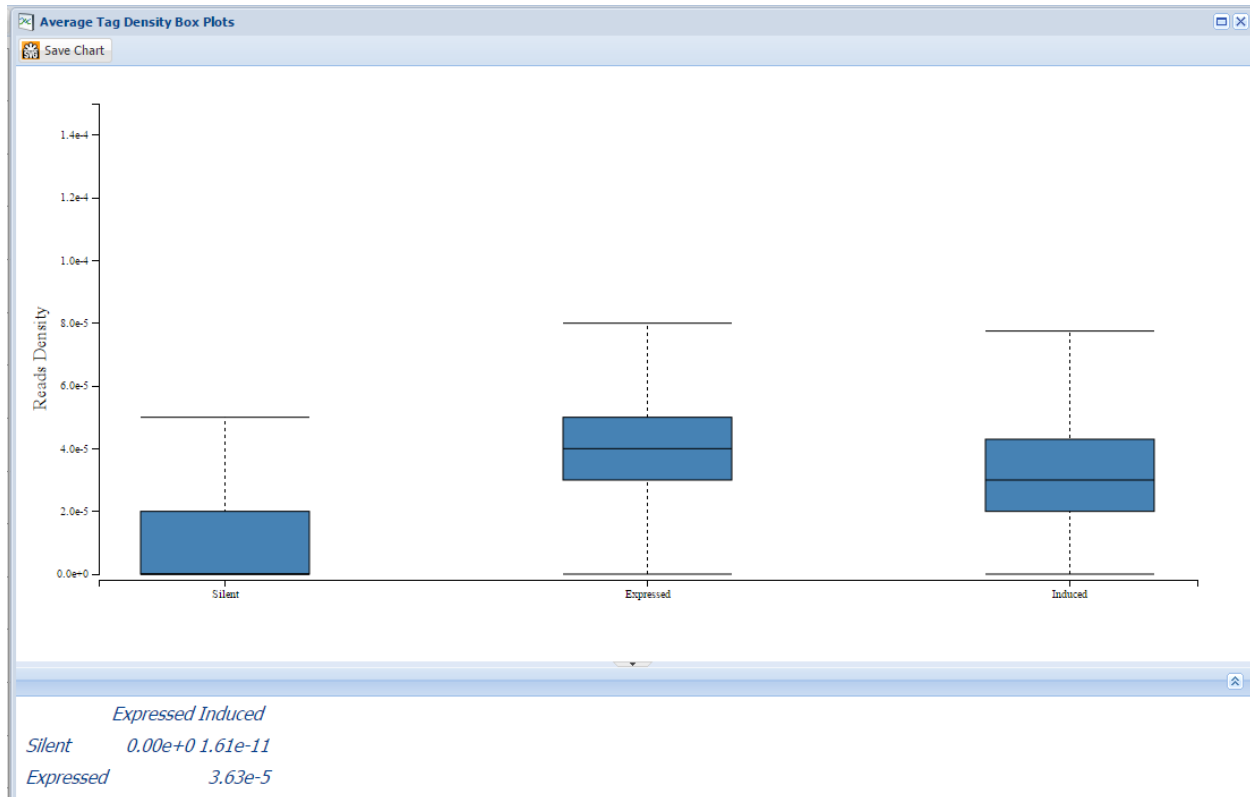 Average Tag Density Box Plots
SVG Save Chart
1.4e-4
1.2e-4
1.0e-4
8.0e-5
6.0e-5
4.0e-5
2.0e-5
0.0e+0
Reads Density
Silent Expressed Induced
Expressed Induced
Silent 0.00e+0 1.61e-11
Expressed 3.63e-5